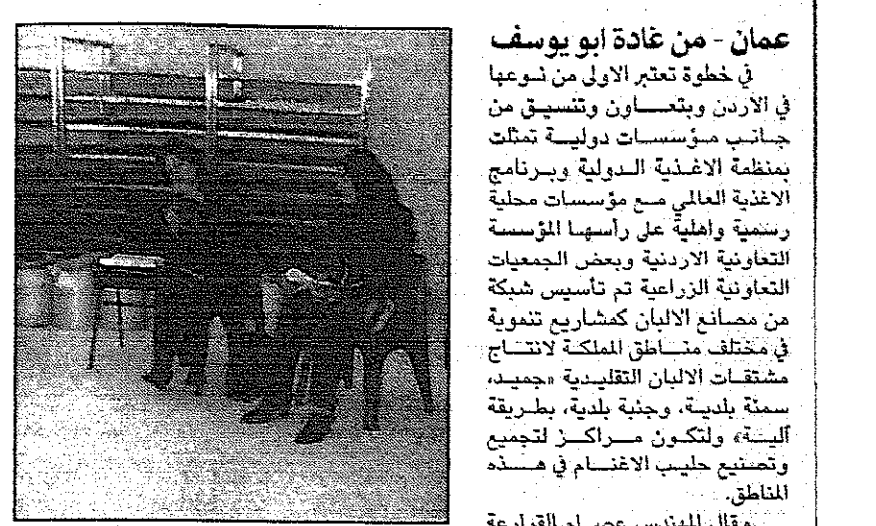 عمان - من غادة ابو يوسف
في خطوة تعتبر الاولى من نوعها
في الاردن وبتعاون وتنسيق من
جانب مؤسسات دولية تمثلت
بمنظمة الاغذية الدولية وبرنامج
الاغذية العالمي مع مؤسسات محلية
رسمية واهلية على رأسها المؤسسة
التعاونية الاردنية وبعض الجمعيات
التعاونية الزراعية تم تأسيس شبكة
من مصانع الالبان كمشاريع تنموية
في مختلف مناطق المملكة لانتاج
مشتقات الالبان التقليدية «جميد،
سمنة بلدية، وجبنة بلدية، بطريقة
آلية» ولتكون مراكز لتجميع
وتصنيع حليب الاغنام في هذه
المناطق.
وقال المهندس عصام